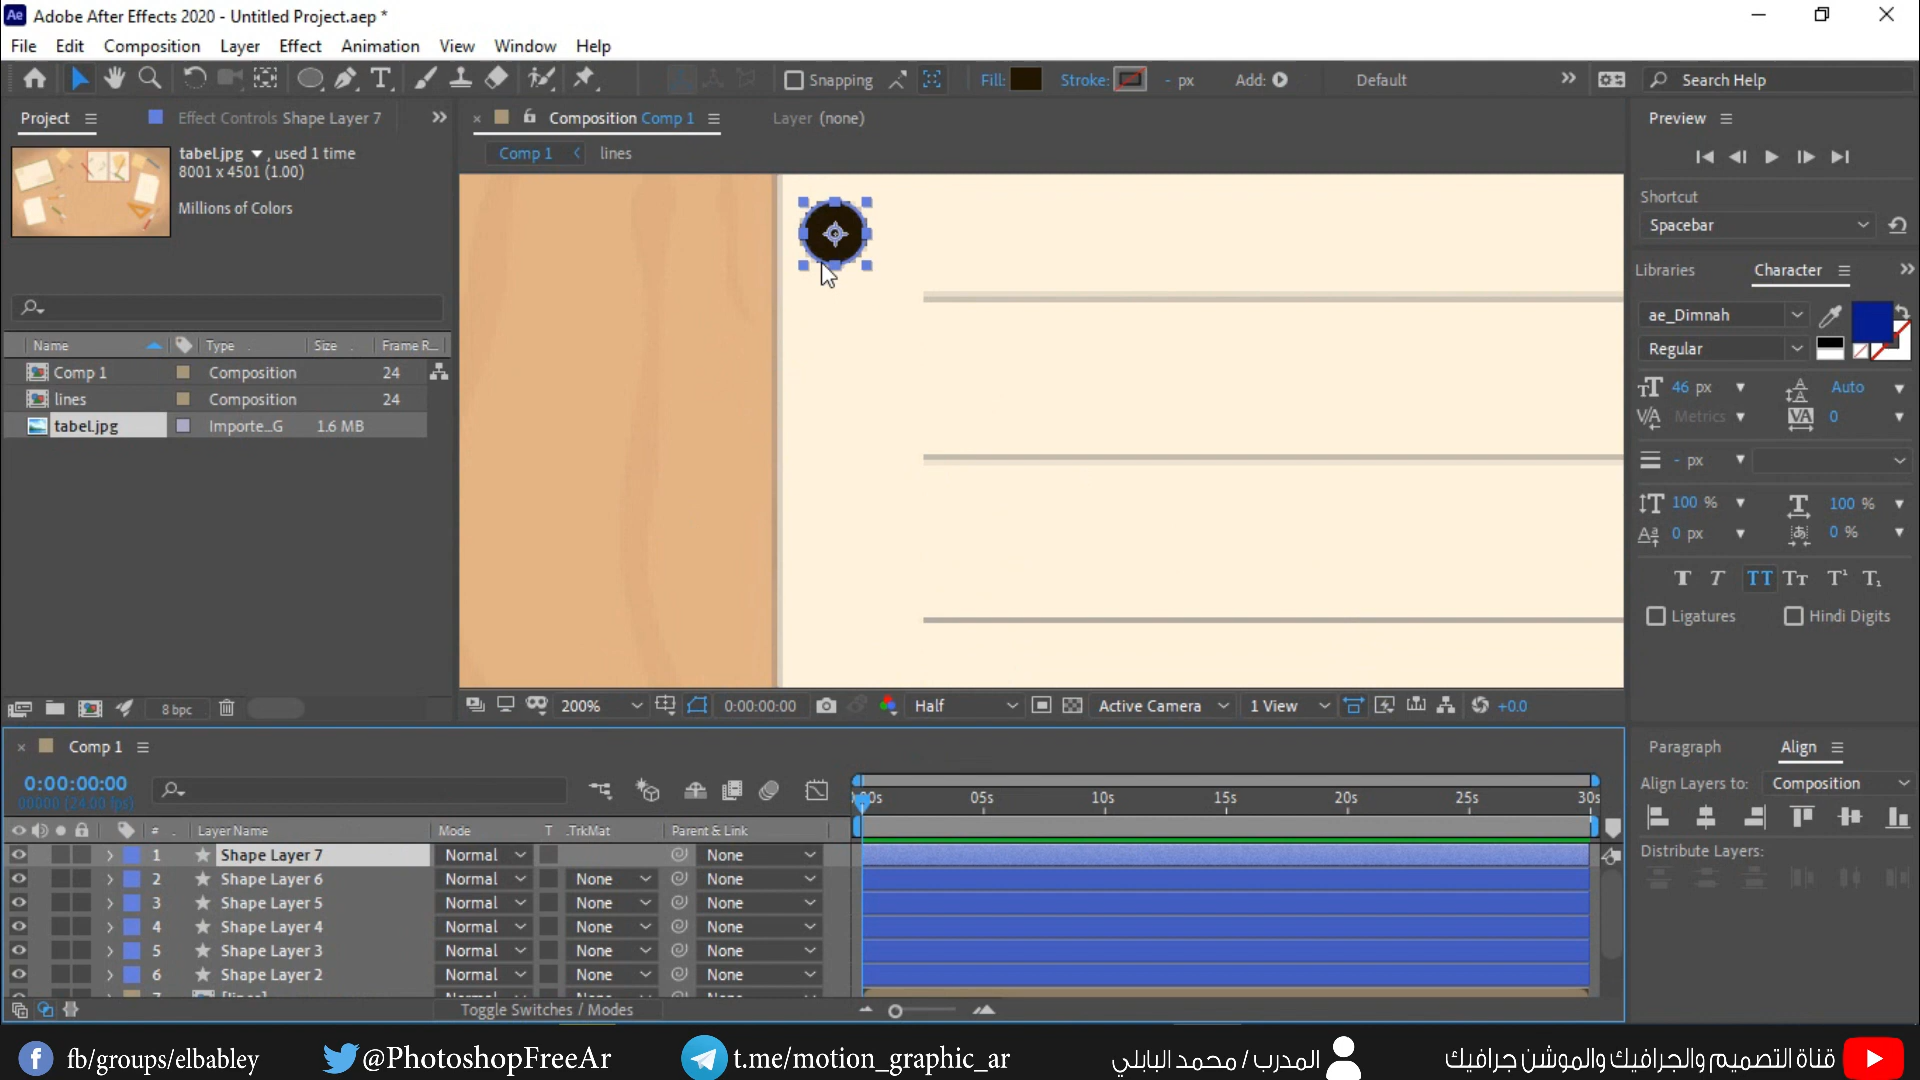 Adobe After Effects 2020 - Untitled Project.aep *
File Edit Composition Layer Effect Animation View Window Help
Snapping Fill: Stroke: - px Add: Default Search Help
Project Effect Controls Shape Layer 7 Composition Comp 1 Layer (none) Preview
tabel.jpg , used 1 time
8001 x 4501 (1.00)
Millions of Colors
Comp 1 lines
Shortcut
Spacebar
Libraries Character
ae_Dimnah
Regular
46 px Auto
Metrics 0
- px
100 % 100 %
0 px 0 %
Ligatures Hindi Digits
Name Type Size Frame R...
Comp 1 Composition 24
lines Composition 24
tabel.jpg Importe...G 1.6 MB
8 bpc
200% 0:00:00:00 Half Active Camera 1 View +0.0
Comp 1
0:00:00:00
00000 (24.00 fps)
05s 10s 15s 20s 25s 30s
# Layer Name Mode T .TrkMat Parent & Link
1 Shape Layer 7 Normal None
2 Shape Layer 6 Normal None None
3 Shape Layer 5 Normal None None
4 Shape Layer 4 Normal None None
5 Shape Layer 3 Normal None None
6 Shape Layer 2 Normal None None
Toggle Switches / Modes
Paragraph Align
Align Layers to: Composition
Distribute Layers:
fb/groups/elbabley @PhotoshopFreeAr t.me/motion_graphic_ar المدرب / محمد البابلي قناة التصميم والجرافيك والموشن جرافيك